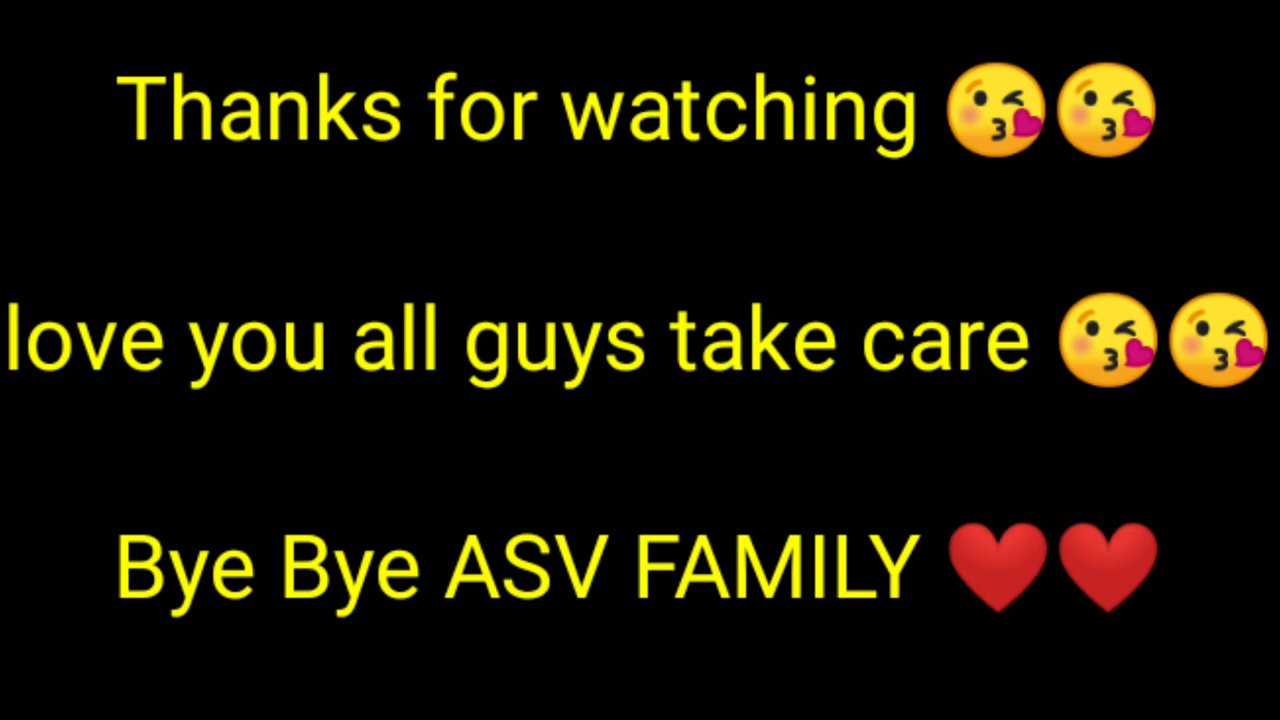 Thanks for watching 😘😘
love you all guys take care 😘😘
Bye Bye ASV FAMILY ❤️❤️